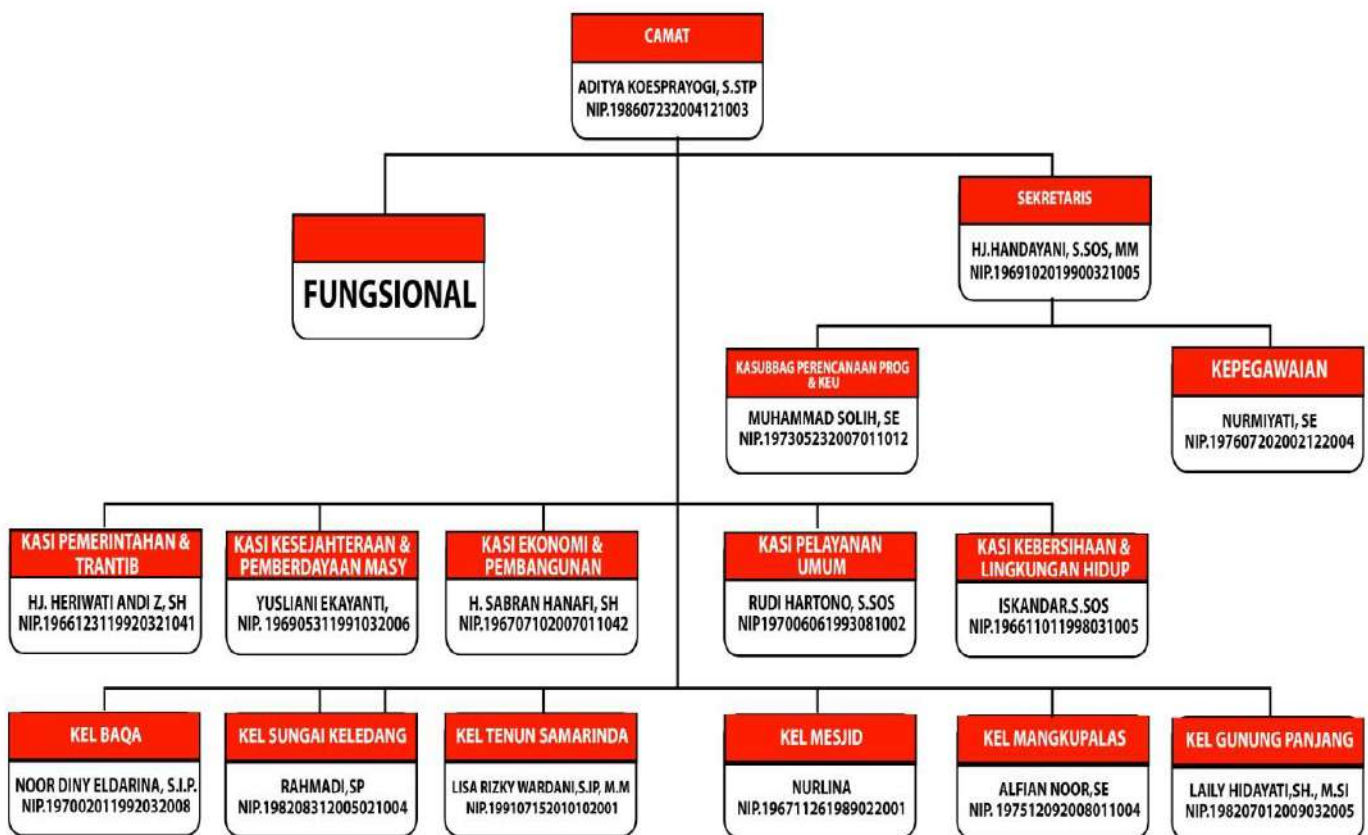 CAMAT
ADITYA KOESPRAYOGI, S.STP
NIP.198607232004121003
FUNGSIONAL
SEKRETARIS
HJ.HANDAYANI, S.SOS, MM
NIP.1969102019900321005
KASUBBAG PERENCANAAN PROG
& KEU
MUHAMMAD SOLIH, SE
NIP.197305232007011012
KEPEGAWAIAN
NURMIYATI, SE
NIP.197607202002122004
KASI PEMERINTAHAN &
TRANTIB
HJ. HERIWATI ANDI Z, SH
NIP.1966123119920321041
KASI KESEJAHTERAAN &
PEMBERDAYAAN MASY
YUSLIANI EKAYANTI,
NIP. 196905311991032006
KASI EKONOMI &
PEMBANGUNAN
H. SABRAN HANAFI, SH
NIP.196707102007011042
KASI PELAYANAN
UMUM
RUDI HARTONO, S.SOS
NIP197006061993081002
KASI KEBERSIHAAN &
LINGKUNGAN HIDUP
ISKANDAR.S.SOS
NIP.196611011998031005
KEL BAQA
NOOR DINY ELDARINA, S.I.P.
NIP.197002011992032008
KEL SUNGAI KELEDANG
RAHMADI,SP
NIP.198208312005021004
KEL TENUN SAMARINDA
LISA RIZKY WARDANI,S.IP, M.M
NIP.199107152010102001
KEL MESJID
NURLINA
NIP.196711261989022001
KEL MANGKUPALAS
ALFIAN NOOR,SE
NIP.197512092008011004
KEL GUNUNG PANJANG
LAILY HIDAYATI,SH., M.SI
NIP.198207012009032005